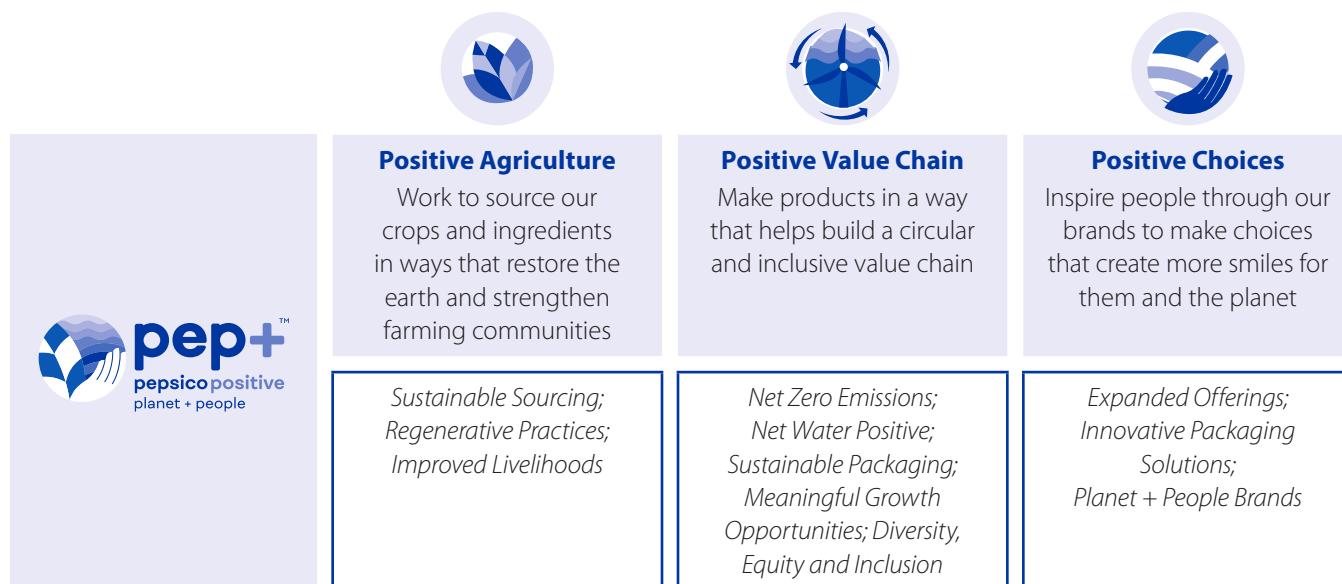 pep+™
pepsico positive
planet + people
Positive Agriculture
Work to source our
crops and ingredients
in ways that restore the
earth and strengthen
farming communities
Sustainable Sourcing;
Regenerative Practices;
Improved Livelihoods
Positive Value Chain
Make products in a way
that helps build a circular
and inclusive value chain
Net Zero Emissions;
Net Water Positive;
Sustainable Packaging;
Meaningful Growth
Opportunities; Diversity,
Equity and Inclusion
Positive Choices
Inspire people through our
brands to make choices
that create more smiles for
them and the planet
Expanded Offerings;
Innovative Packaging
Solutions;
Planet + People Brands